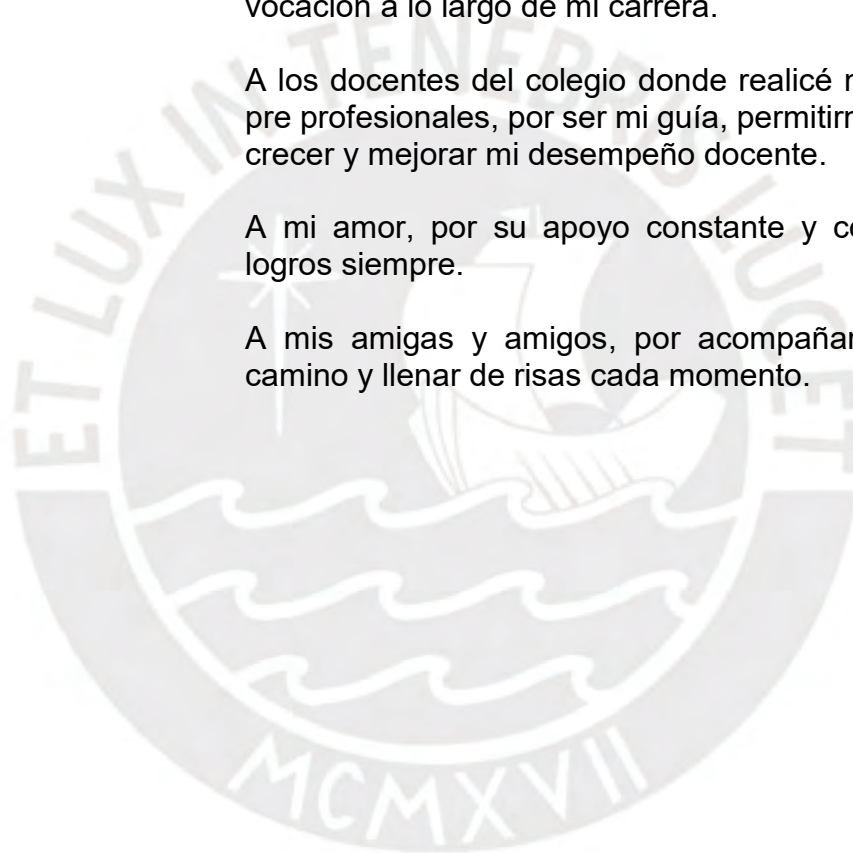 vocación a lo largo de mi carrera.
A los docentes del colegio donde realicé
pre profesionales, por ser mi guía,
crecer y mejorar mi desempeño docente.
A mi amor, por su apoyo constante y
logros siempre.
A mis amigas y amigos, por
camino y llenar de risas cada momento.
ET LUX IN TENEBRIS LUCET
MCMXVII